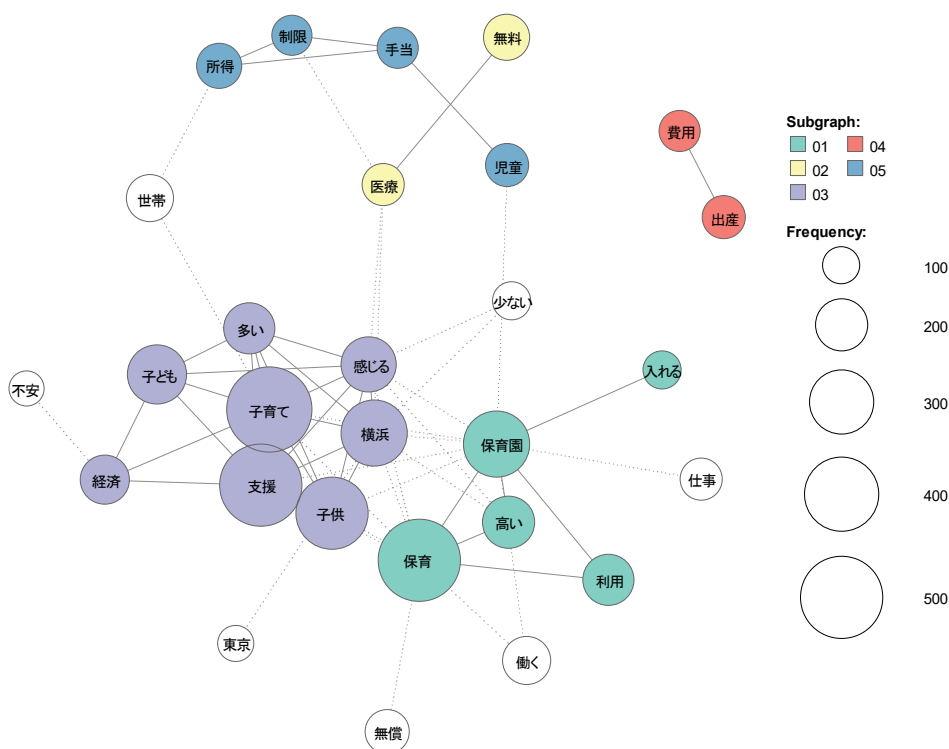 制限
無料
手当
所得
費用
児童
医療
世帯
出産
少ない
多い
感じる
入れる
子ども
不安
子育て
横浜
保育園
経済
支援
仕事
子供
高い
保育
利用
東京
働く
無償
Subgraph:
01 04
02 05
03
Frequency:
100
200
300
400
500